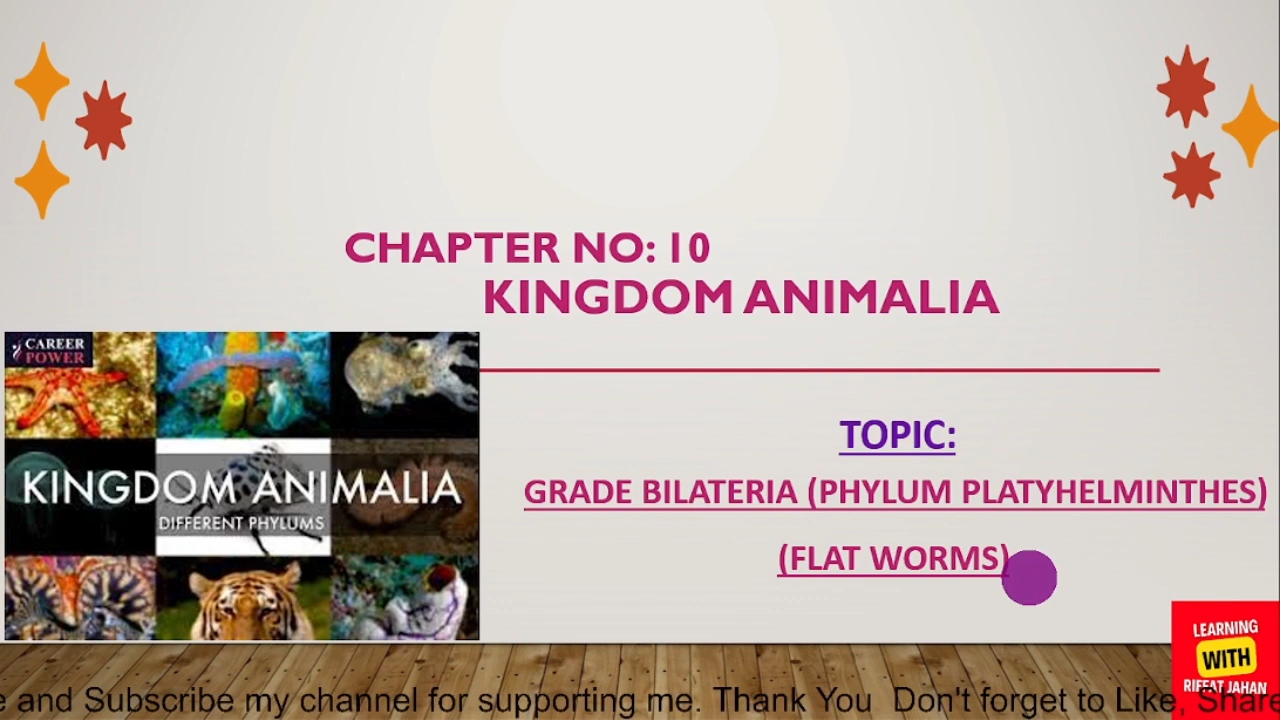 CHAPTER NO: 10
KINGDOM ANIMALIA
CAREER
POWER
KINGDOM ANIMALIA
DIFFERENT PHYLUMS
TOPIC:
GRADE BILATERIA (PHYLUM PLATYHELMINTHES)
(FLAT WORMS)
LEARNING
WITH
RIFFAT JAHAN
e and Subscribe my channel for supporting me. Thank You Don't forget to Like, Share